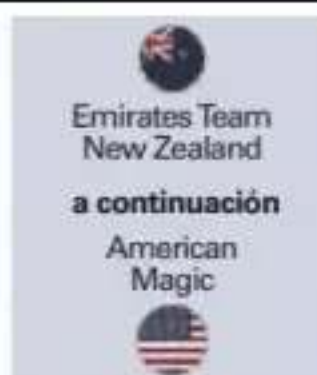 Emirates Team
New Zealand
a continuación
American
Magic